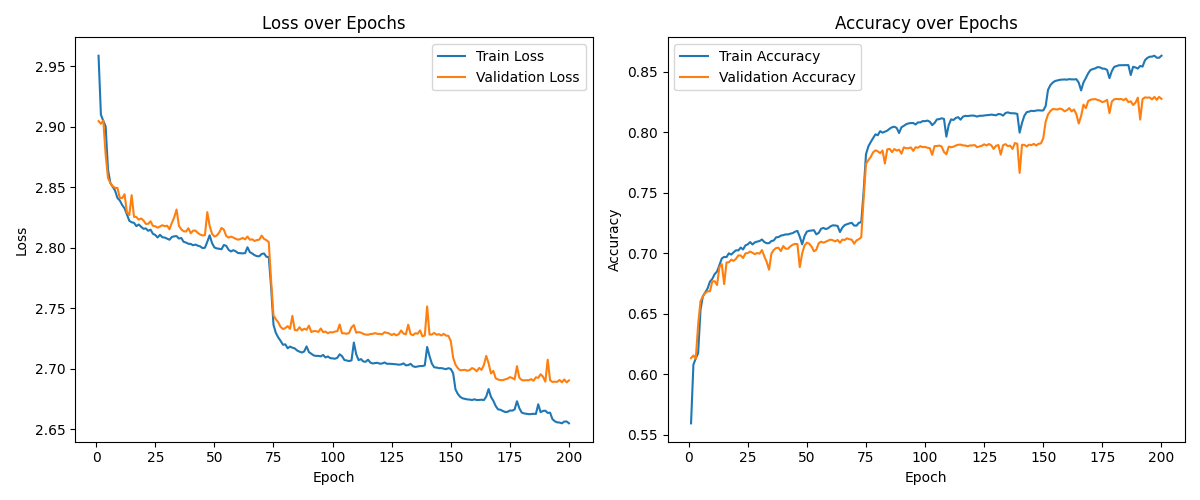 Loss over Epochs
Train Loss
Validation Loss
2.95
2.90
2.85
2.80
2.75
2.70
2.65
Loss
0 25 50 75 100 125 150 175 200
Epoch
Accuracy over Epochs
Train Accuracy
Validation Accuracy
0.85
0.80
0.75
0.70
0.65
0.60
0.55
Accuracy
0 25 50 75 100 125 150 175 200
Epoch